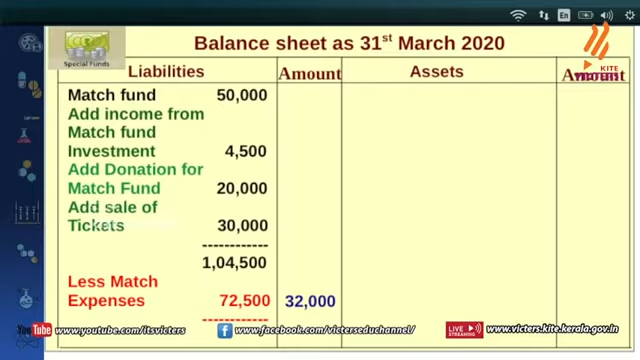 En
Special Funds
Balance sheet as 31st March 2020
KITE
Liabilities Amount Assets Amount
Match fund 50,000
Add income from
Match fund
Investment 4,500
Add Donation for
Match Fund 20,000
Add sale of
Tickets 30,000
------------
1,04,500
Less Match
Expenses 72,500 32,000
------------
You Tube www.youtube.com/itsvicters f www.facebook.com/victerseduchannel/ LIVE STREAMING www.victers.kite.kerala.gov.in